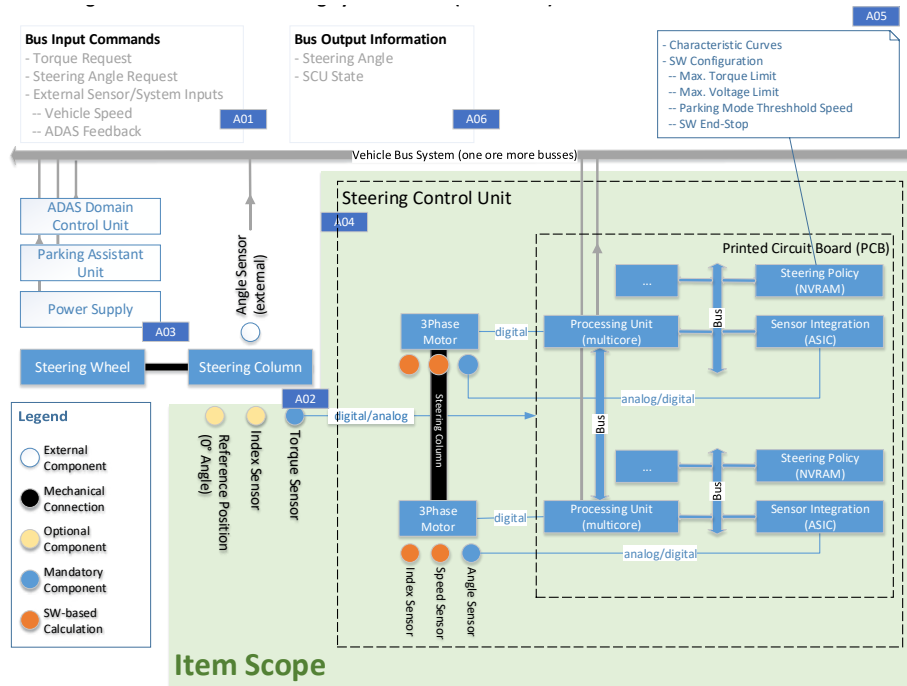 A05
Bus Input Commands
- Torque Request
- Steering Angle Request
- External Sensor/System Inputs
-- Vehicle Speed
-- ADAS Feedback
A01
Bus Output Information
- Steering Angle
- SCU State
A06
- Characteristic Curves
- SW Configuration
-- Max. Torque Limit
-- Max. Voltage Limit
-- Parking Mode Threshhold Speed
-- SW End-Stop
Vehicle Bus System (one ore more busses)
ADAS Domain
Control Unit
Parking Assistant
Unit
Power Supply
A03
Angle Sensor
(external)
Steering Wheel
Steering Column
A02
Steering Control Unit
A04
Printed Circuit Board (PCB)
...
Steering Policy
(NVRAM)
Bus
3Phase
Motor
digital
Processing Unit
(multicore)
Sensor Integration
(ASIC)
Steering Column
analog/digital
digital/analog
Bus
Reference Position
(0° Angle)
Index Sensor
Torque Sensor
...
Steering Policy
(NVRAM)
Bus
3Phase
Motor
digital
Processing Unit
(multicore)
Sensor Integration
(ASIC)
analog/digital
Index Sensor
Speed Sensor
Angle Sensor
Legend
External
Component
Mechanical
Connection
Optional
Component
Mandatory
Component
SW-based
Calculation
Item Scope